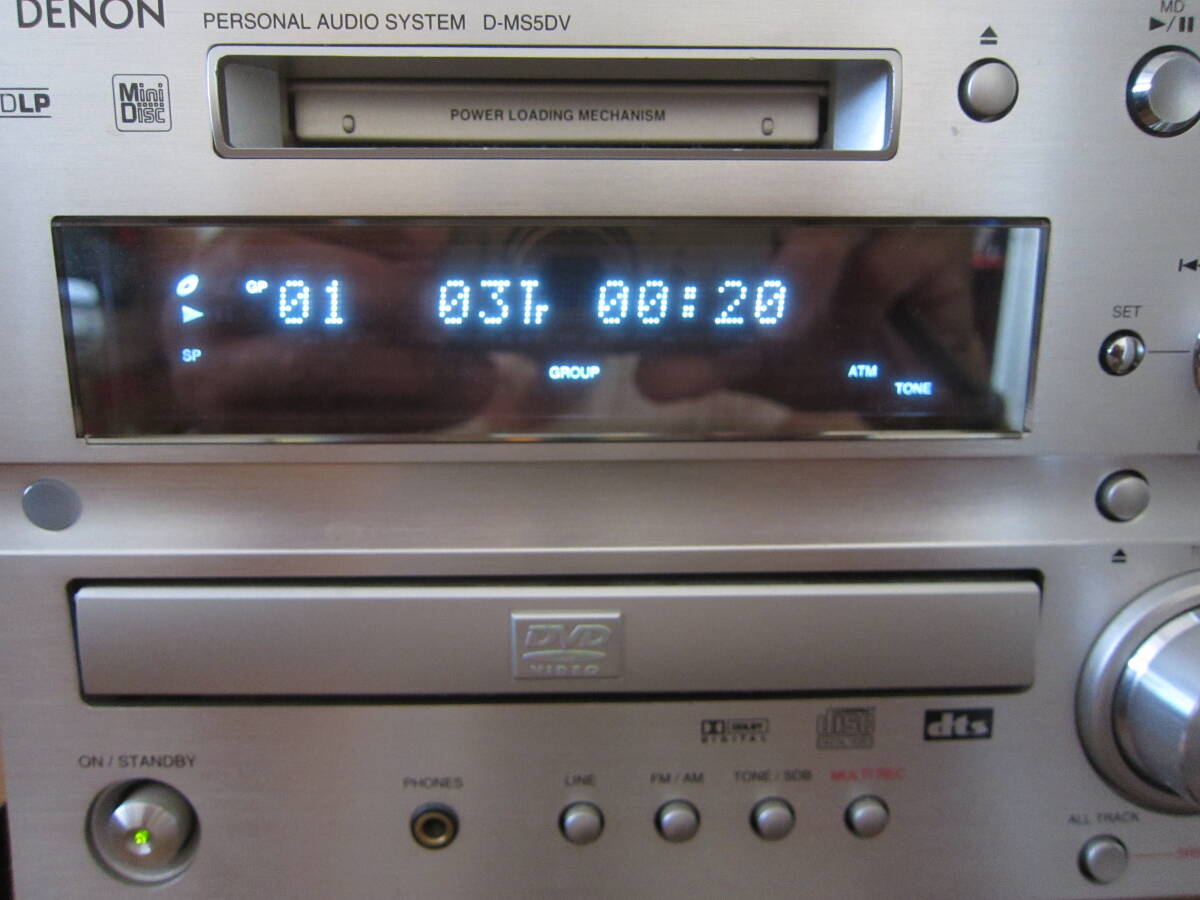 DENON
PERSONAL AUDIO SYSTEM D-MS5DV
MD
DLP
Mini Disc
POWER LOADING MECHANISM
GP 01 03Tr 00:20
SP
GROUP
ATM
TONE
SET
DVD
VIDEO
DOLBY
DIGITAL
disc
dts
ON / STANDBY
PHONES
LINE
FM / AM
TONE / SDB
MULTI REC
ALL TRACK